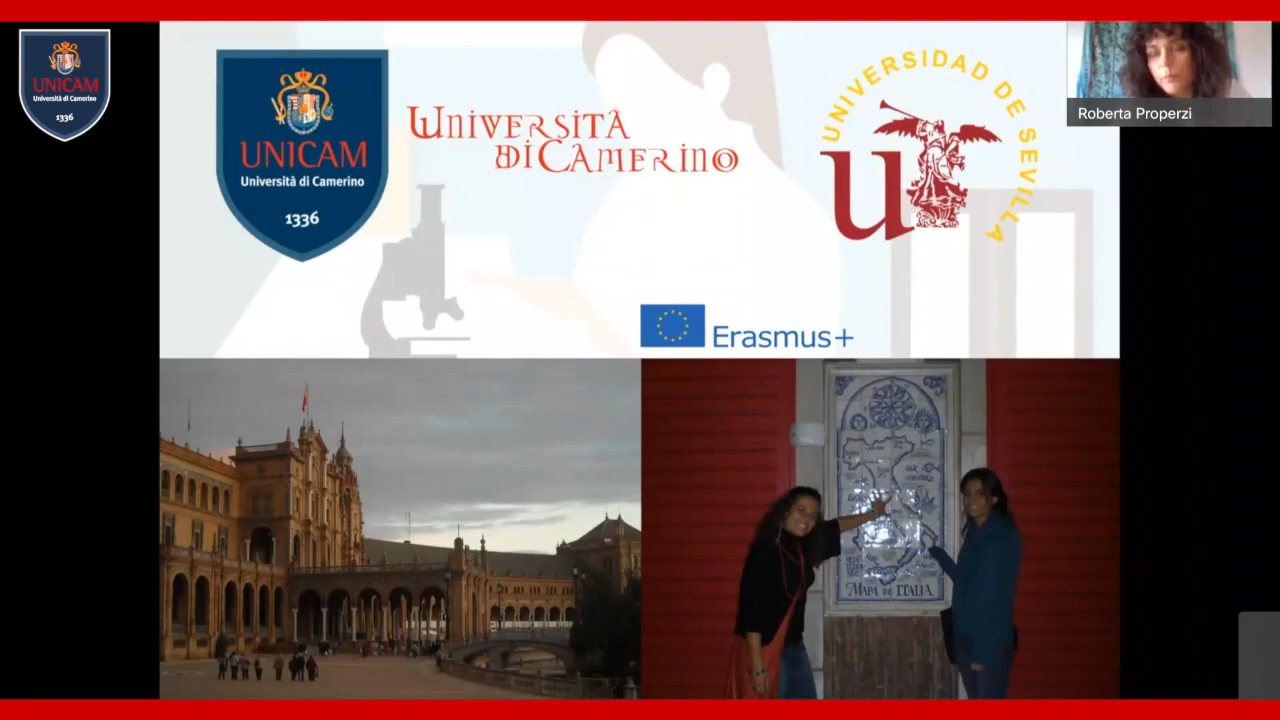 UNICAM
Università di Camerino
1336
UNICAM
Università di Camerino
1336
UNIVERSITÀ
DI CAMERINO
UNIVERSIDAD DE SEVILLA
u
Erasmus+
Roberta Properzi
MAPA DE ITALIA